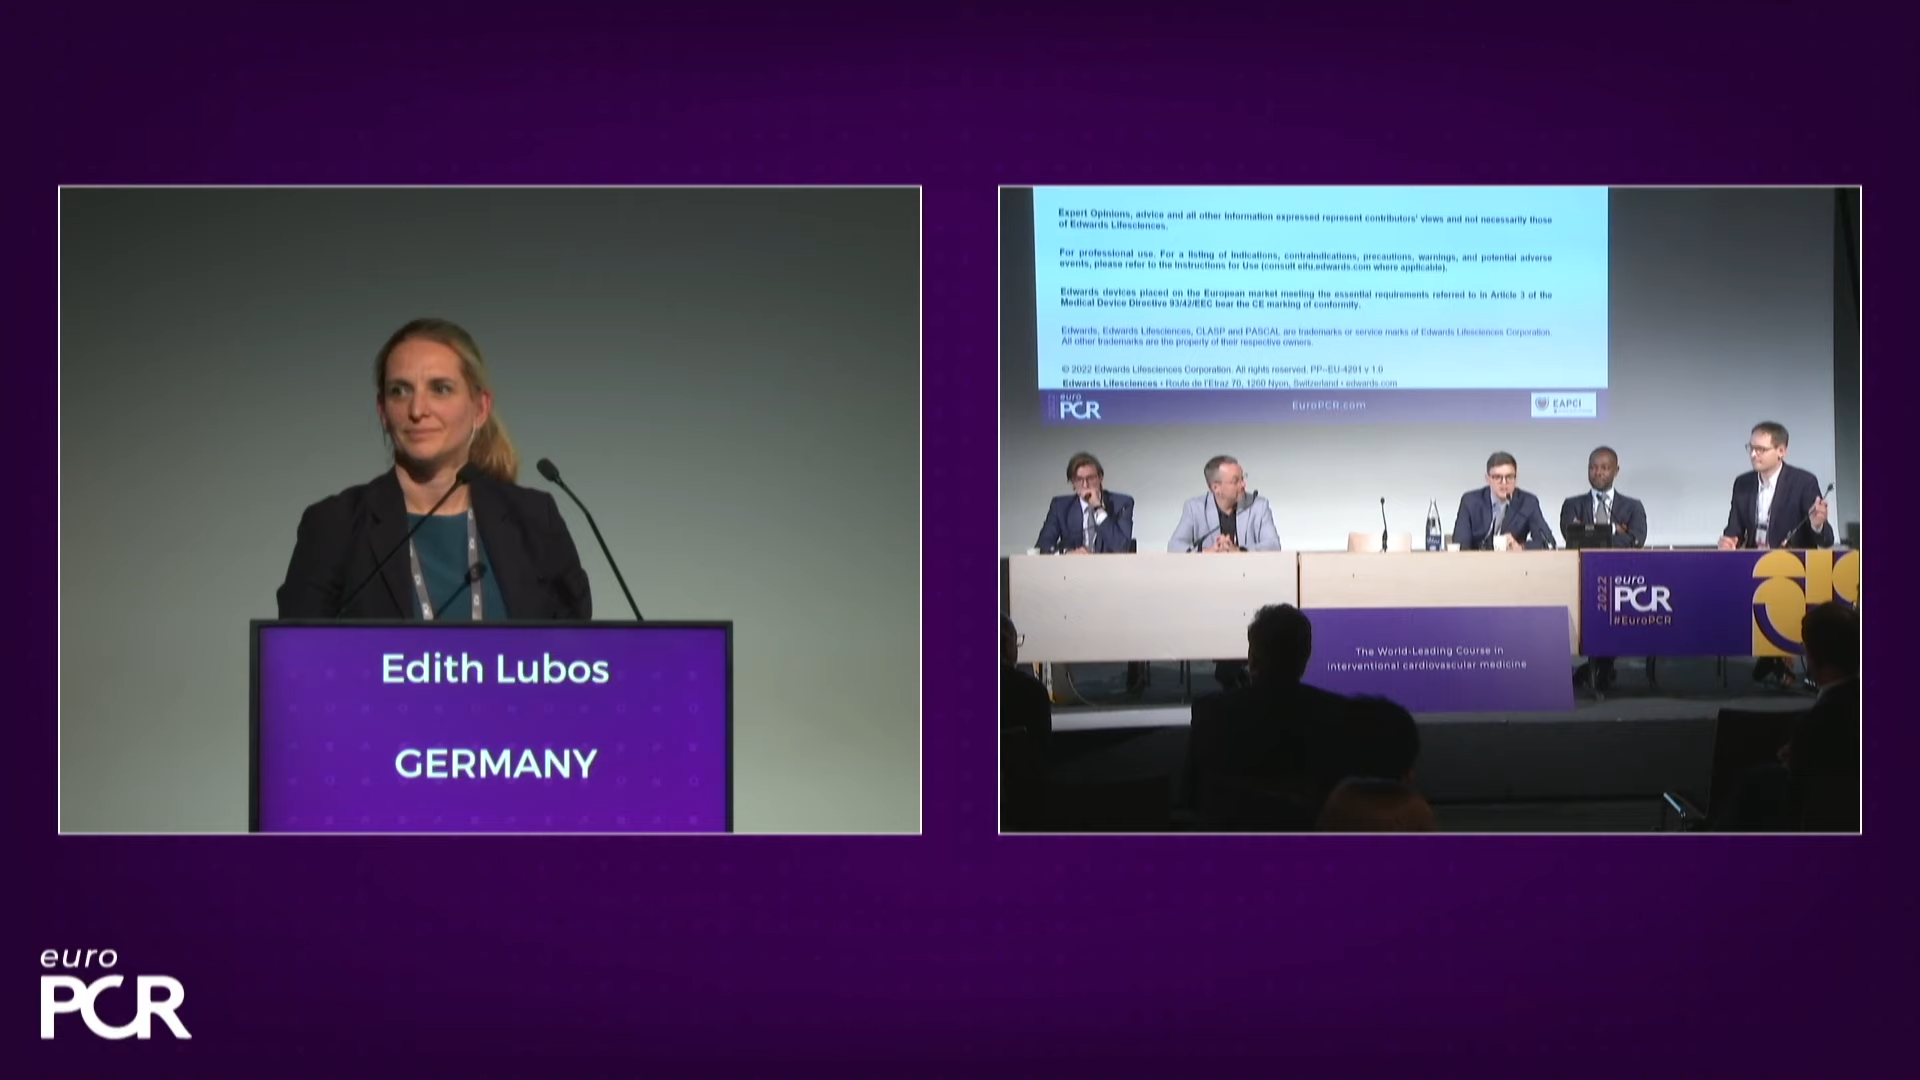 Edith Lubos
GERMANY
Expert Opinions, advice and all other information expressed represent contributors' views and not necessarily those
of Edwards Lifesciences.
For professional use. For a listing of indications, contraindications, precautions, warnings, and potential adverse
events, please refer to the Instructions for Use (consult eifu.edwards.com where applicable).
Edwards devices placed on the European market meeting the essential requirements referred to in Article 3 of the
Medical Device Directive 93/42/EEC bear the CE marking of conformity.
Edwards, Edwards Lifesciences, CLASP and PASCAL are trademarks or service marks of Edwards Lifesciences Corporation.
All other trademarks are the property of their respective owners.
© 2022 Edwards Lifesciences Corporation. All rights reserved. PP--EU-4291 v 1.0
Edwards Lifesciences • Route de l'Etraz 70, 1260 Nyon, Switzerland • edwards.com
euro
PCR
EuroPCR.com
EAPCI
2022
euro
PCR
#EuroPCR
The World-Leading Course in
interventional cardiovascular medicine
euro
PCR